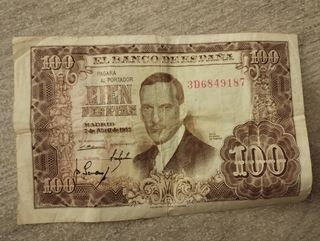 EL BANCO DE ESPAÑA
100
100
PAGARÁ
AL PORTADOR
CIEN
PESETAS
3D6849187
MADRID
7 de Abril de 1953
100
100